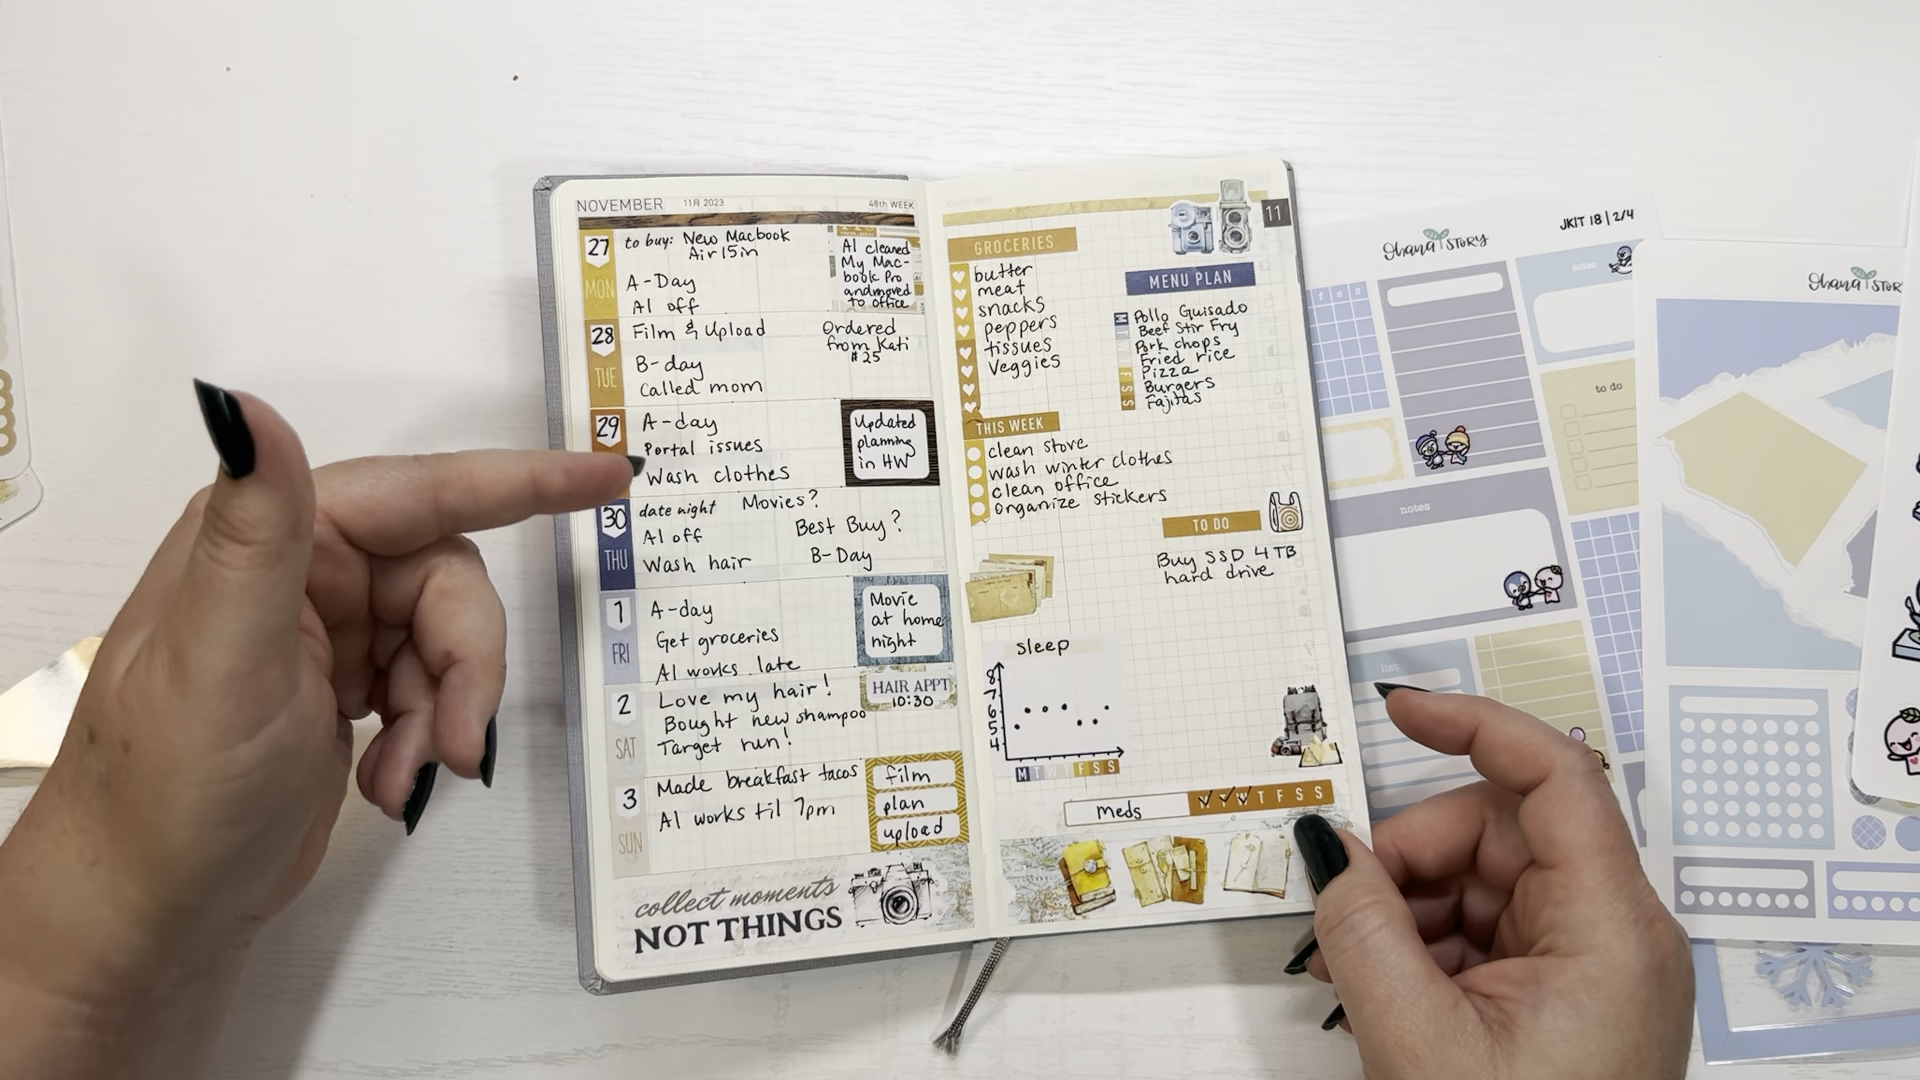 NOVEMBER 11月 2023 48th WEEK
27
MON
to buy: New Macbook
Air 15in
A-Day
Al off
Al cleaned
My Mac-
book Pro
and moved
to office
28
TUE
Film & Upload
B-day
Called mom
Ordered
from Kati
#25
29
A-day
Portal issues
Wash clothes
Updated
planning
in HW
30
THU
date night Movies?
Al off
Best Buy?
Wash hair
B-Day
1
FRI
A-day
Get groceries
Al works late
Movie
at home
night
2
SAT
Love my hair!
Bought new shampoo
Target run!
HAIR APPT
10:30
3
SUN
Made breakfast tacos
Al works til 7pm
film
plan
upload
collect moments
NOT THINGS
11
GROCERIES
butter
meat
snacks
peppers
tissues
Veggies
MENU PLAN
M Pollo Guisado
T Beef Stir Fry
W Pork chops
T Fried rice
F Pizza
S Burgers
S Fajitas
THIS WEEK
clean stove
wash winter clothes
clean office
organize stickers
TO DO
Buy SSD 4TB
hard drive
sleep
8
7
6
5
4
M T W T F S S
meds
M T W T F S S
Ohana STORY
JKIT 18 | 2/4
notes
to do
notes
list
Ohana STOR